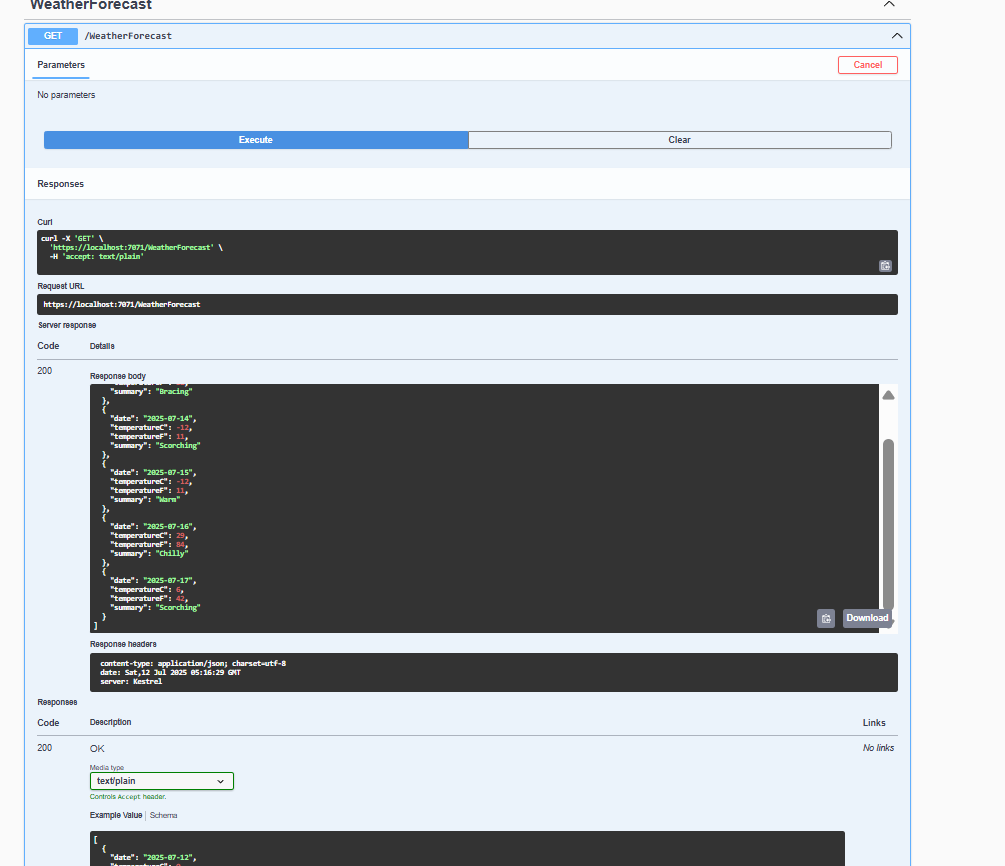 WeatherForecast
GET /WeatherForecast
Parameters
Cancel
No parameters
Execute
Clear
Responses
Curl
curl -X 'GET' \
'https://localhost:7071/WeatherForecast' \
-H 'accept: text/plain'
Request URL
https://localhost:7071/WeatherForecast
Server response
Code Details
200
Response body
"summary": "Bracing"
},
{
"date": "2025-07-14",
"temperatureC": -12,
"temperatureF": 11,
"summary": "Scorching"
},
{
"date": "2025-07-15",
"temperatureC": -12,
"temperatureF": 11,
"summary": "Warm"
},
{
"date": "2025-07-16",
"temperatureC": 29,
"temperatureF": 84,
"summary": "Chilly"
},
{
"date": "2025-07-17",
"temperatureC": 6,
"temperatureF": 42,
"summary": "Scorching"
}
]
Download
Response headers
content-type: application/json; charset=utf-8
date: Sat,12 Jul 2025 05:16:29 GMT
server: Kestrel
Responses
Code Description Links
200 OK No links
Media type
text/plain
Controls Accept header.
Example Value | Schema
[
{
"date": "2025-07-12",